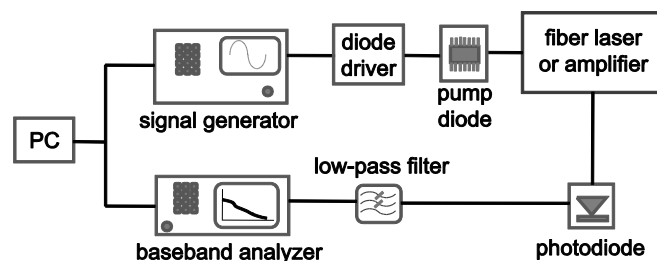 PC
signal generator
diode
driver
pump
diode
fiber laser
or amplifier
baseband analyzer
low-pass filter
photodiode